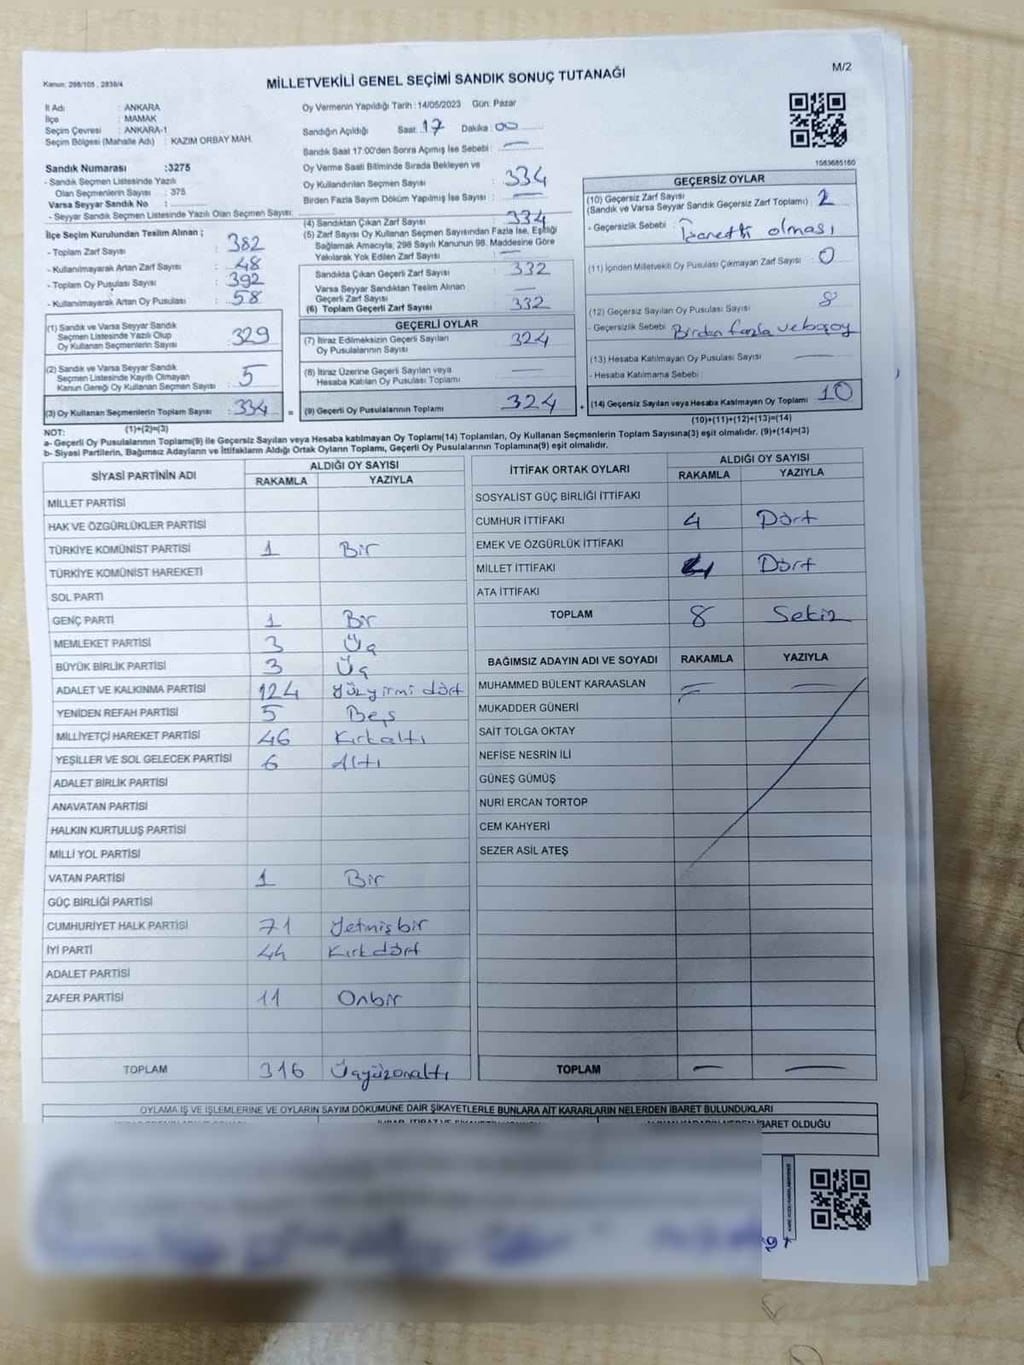 Kanun: 298/105 , 2839/4
MİLLETVEKİLİ GENEL SEÇİMİ SANDIK SONUÇ TUTANAĞI
M/2
İl Adı : ANKARA
İlçe : MAMAK
Seçim Çevresi : ANKARA-1
Seçim Bölgesi (Mahalle Adı) : KAZIM ORBAY MAH.
Sandık Numarası :3275
- Sandık Seçmen Listesinde Yazılı
Olan Seçmenlerin Sayısı : 375
Varsa Seyyar Sandık No :
- Seyyar Sandık Seçmen Listesinde Yazılı Olan Seçmen Sayısı:
Oy Vermenin Yapıldığı Tarih : 14/05/2023 Gün: Pazar
Sandığın Açıldığı Saat: 17 Dakika: 00
Sandık Saat 17:00'den Sonra Açılmış İse Sebebi : —
Oy Verme Saati Bitiminde Sırada Bekleyen ve
Oy Kullandırılan Seçmen Sayısı : 334
Birden Fazla Sayım Döküm Yapılmış İse Sayısı : —
1083685160
İlçe Seçim Kurulundan Teslim Alınan ;
- Toplam Zarf Sayısı : 382
- Kullanılmayarak Artan Zarf Sayısı : 48
- Toplam Oy Pusulası Sayısı : 392
- Kullanılmayarak Artan Oy Pusulası : 58
(1) Sandık ve Varsa Seyyar Sandık
Seçmen Listesinde Yazılı Olup
Oy Kullanan Seçmenlerin Sayısı : 329
(2) Sandık ve Varsa Seyyar Sandık
Seçmen Listesinde Kayıtlı Olmayan
Kanun Gereği Oy Kullanan Seçmen Sayısı : 5
(3) Oy Kullanan Seçmenlerin Toplam Sayısı : 334
(1)+(2)=(3)
(4) Sandıktan Çıkan Zarf Sayısı : 334
(5) Zarf Sayısı Oy Kullanan Seçmen Sayısından Fazla İse, Eşitliği
Sağlamak Amacıyla; 298 Sayılı Kanunun 98. Maddesine Göre
Yakılarak Yok Edilen Zarf Sayısı : —
Sandıkta Çıkan Geçerli Zarf Sayısı : 332
Varsa Seyyar Sandıktan Teslim Alınan
Geçerli Zarf Sayısı : —
(6) Toplam Geçerli Zarf Sayısı : 332
GEÇERLİ OYLAR
(7) İtiraz Edilmeksizin Geçerli Sayılan
Oy Pusulalarının Sayısı : 324
(8) İtiraz Üzerine Geçerli Sayılan veya
Hesaba Katılan Oy Pusulası Toplamı : —
= (9) Geçerli Oy Pusulalarının Toplamı : 324 +
GEÇERSİZ OYLAR
(10) Geçersiz Zarf Sayısı
(Sandık ve Varsa Seyyar Sandık Geçersiz Zarf Toplamı) : 2
- Geçersizlik Sebebi : İşaretli olması
(11) İçinden Milletvekili Oy Pusulası Çıkmayan Zarf Sayısı : 0
(12) Geçersiz Sayılan Oy Pusulası Sayısı : 8
- Geçersizlik Sebebi : Birden fazla ve boş oy
(13) Hesaba Katılmayan Oy Pusulası Sayısı : —
- Hesaba Katılmama Sebebi :
(14) Geçersiz Sayılan veya Hesaba Katılmayan Oy Toplamı : 10
(10)+(11)+(12)+(13)=(14)
NOT:
a- Geçerli Oy Pusulalarının Toplamı(9) ile Geçersiz Sayılan veya Hesaba katılmayan Oy Toplamı(14) Toplamları, Oy Kullanan Seçmenlerin Toplam Sayısına(3) eşit olmalıdır. (9)+(14)=(3)
b- Siyasi Partilerin, Bağımsız Adayların ve İttifakların Aldığı Ortak Oyların Toplamı, Geçerli Oy Pusulalarının Toplamına(9) eşit olmalıdır.
SİYASİ PARTİNİN ADI ALDIĞI OY SAYISI
RAKAMLA YAZIYLA
MİLLET PARTİSİ
HAK VE ÖZGÜRLÜKLER PARTİSİ
TÜRKİYE KOMÜNİST PARTİSİ 1 Bir
TÜRKİYE KOMÜNİST HAREKETİ
SOL PARTİ
GENÇ PARTİ 1 Bir
MEMLEKET PARTİSİ 3 Üç
BÜYÜK BİRLİK PARTİSİ 3 Üç
ADALET VE KALKINMA PARTİSİ 124 Yüzyirmi dört
YENİDEN REFAH PARTİSİ 5 Beş
MİLLİYETÇİ HAREKET PARTİSİ 46 Kırkaltı
YEŞİLLER VE SOL GELECEK PARTİSİ 6 Altı
ADALET BİRLİK PARTİSİ
ANAVATAN PARTİSİ
HALKIN KURTULUŞ PARTİSİ
MİLLİ YOL PARTİSİ
VATAN PARTİSİ 1 Bir
GÜÇ BİRLİĞİ PARTİSİ
CUMHURİYET HALK PARTİSİ 71 Yetmişbir
İYİ PARTİ 44 Kırkdört
ADALET PARTİSİ
ZAFER PARTİSİ 11 Onbir
TOPLAM 316 Üçyüzonaltı
İTTİFAK ORTAK OYLARI ALDIĞI OY SAYISI
RAKAMLA YAZIYLA
SOSYALİST GÜÇ BİRLİĞİ İTTİFAKI
CUMHUR İTTİFAKI 4 Dört
EMEK VE ÖZGÜRLÜK İTTİFAKI
MİLLET İTTİFAKI 4 Dört
ATA İTTİFAKI
TOPLAM 8 Sekiz
BAĞIMSIZ ADAYIN ADI VE SOYADI RAKAMLA YAZIYLA
MUHAMMED BÜLENT KARAASLAN — —
MUKADDER GÜNERİ
SAİT TOLGA OKTAY
NEFİSE NESRİN İLİ
GÜNEŞ GÜMÜŞ
NURİ ERCAN TORTOP
CEM KAHYERİ
SEZER ASİL ATEŞ
TOPLAM — —
OYLAMA İŞ VE İŞLEMLERİNE VE OYLARIN SAYIM DÖKÜMÜNE DAİR ŞİKAYETLERLE BUNLARA AİT KARARLARIN NELERDEN İBARET BULUNDUKLARI
İBARET OLDUĞU